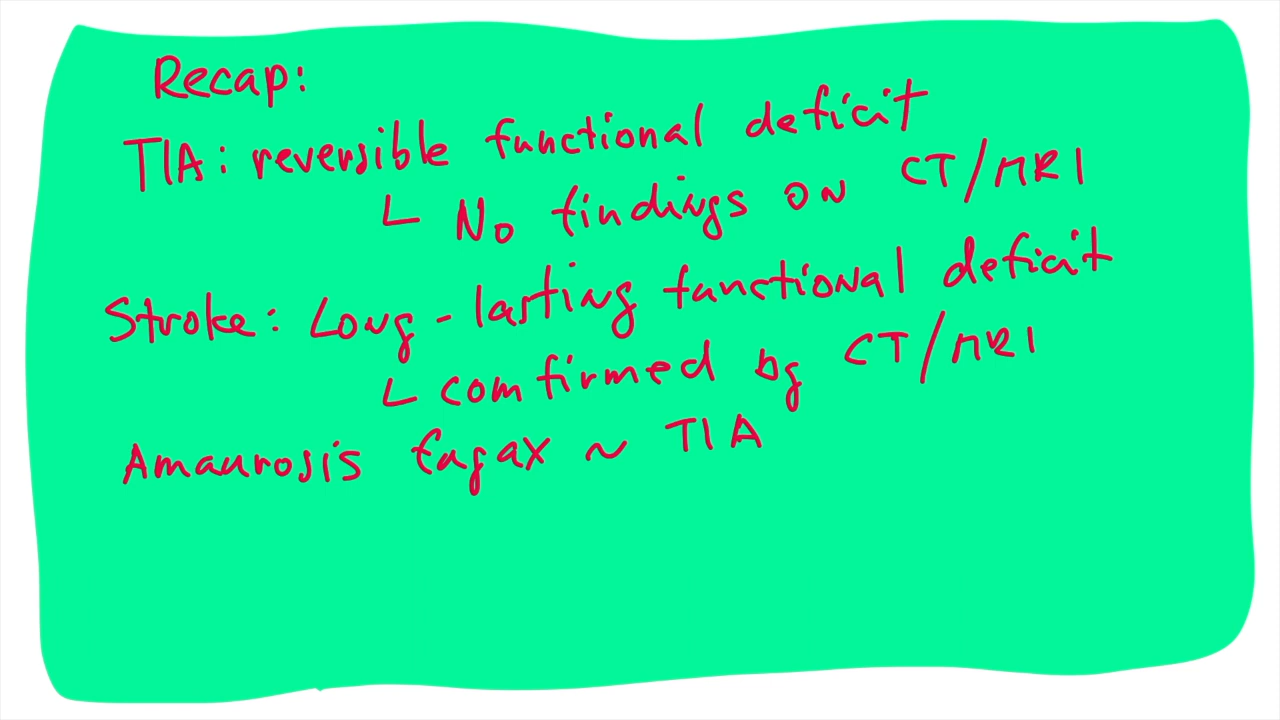 Recap:
TIA: reversible functional deficit
L No findings on CT/MRI
Stroke: Long-lasting functional deficit
L comfirmed by CT/MRI
Amaurosis fugax ~ TIA